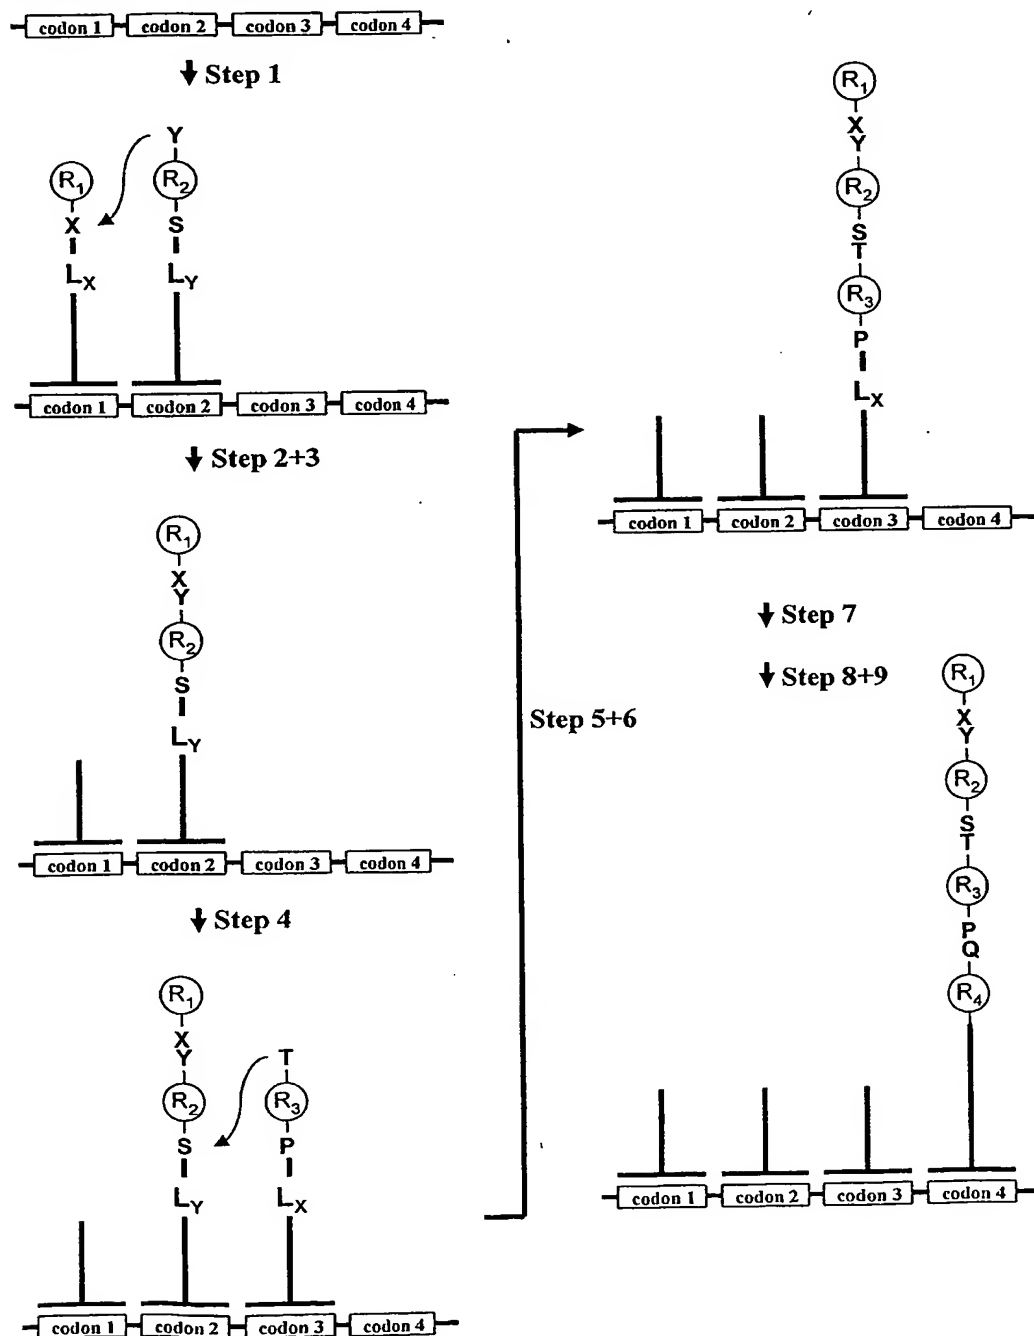 codon 1 codon 2 codon 3 codon 4
Step 1
Y
R1 R2
X S
LX LY
codon 1 codon 2 codon 3 codon 4
Step 2+3
R1
X
Y
R2
S
LY
codon 1 codon 2 codon 3 codon 4
Step 4
R1
X
Y T
R2 R3
S P
LY LX
codon 1 codon 2 codon 3 codon 4
Step 5+6
R1
X
Y
R2
S
T
R3
P
LX
codon 1 codon 2 codon 3 codon 4
Step 7
Step 8+9
R1
X
Y
R2
S
T
R3
P
Q
R4
codon 1 codon 2 codon 3 codon 4